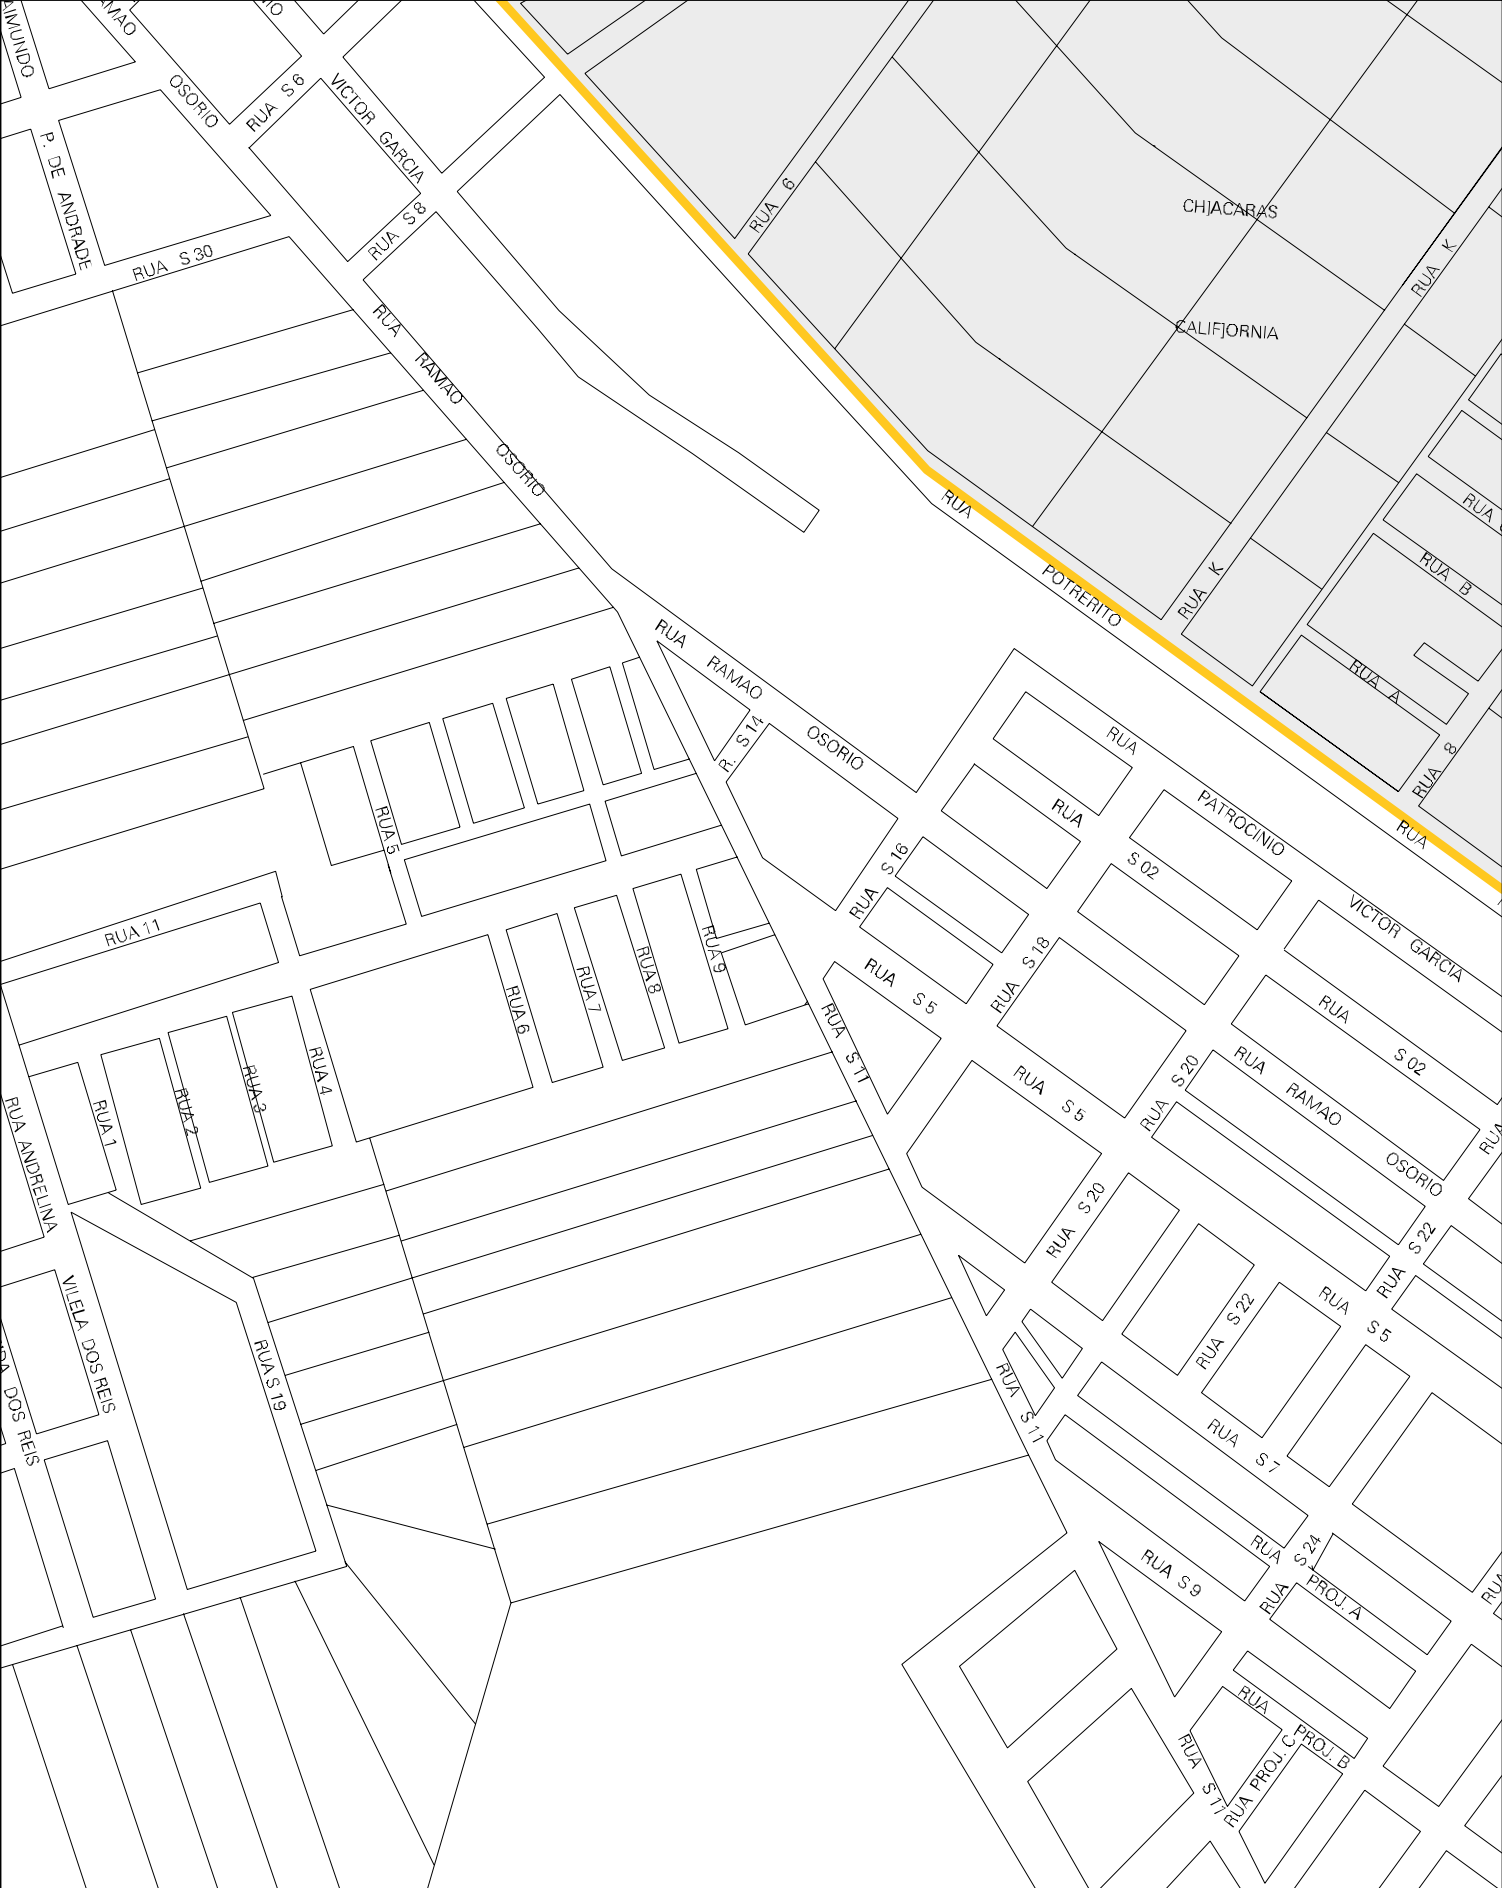 AIMUNDO
OSORIO
RUA S 6
VICTOR GARCIA
P. DE ANDRADE
RUA S 8
RUA S 30
RUA 6
CHJACARAS
CALIFJORNIA
RUA K
RUA RAMAO OSORIO
RUA POTRERITO
RUA K
RUA B
RUA A
RUA 8
RUA
RUA RAMAO OSORIO
R. S 14
RUA PATROCINIO
VICTOR GARCIA
RUA S 02
RUA S 16
RUA 5
RUA 11
RUA 9
RUA 8
RUA 7
RUA 6
RUA S 5
RUA S 18
RUA S 02
RUA S 11
RUA 4
RUA 3
RUA 2
RUA 1
RUA ANDRELINA
VILELA DOS REIS
DOS REIS
RUA S 19
RUA S 5
RUA S 20
RUA RAMAO OSORIO
RUA
RUA S 20
RUA S 22
RUA S 22
RUA S 5
RUA S 11
RUA S 7
RUA S 24
RUA PROJ. A
RUA S 9
RUA
RUA PROJ. B
RUA PROJ. C
RUA S 17